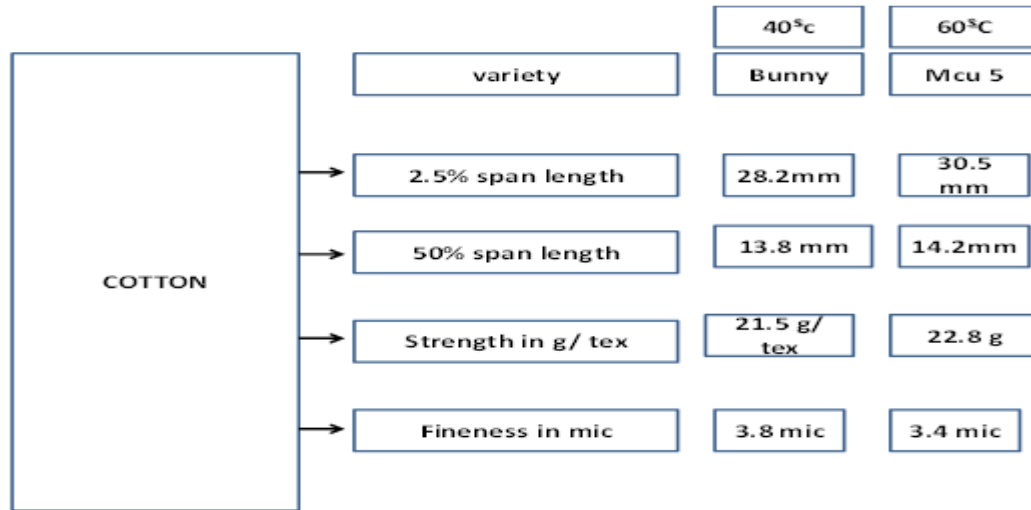 40ˢc 60ˢC
variety Bunny Mcu 5
2.5% span length 28.2mm 30.5
mm
50% span length 13.8 mm 14.2mm
COTTON
Strength in g/ tex 21.5 g/
tex 22.8 g
Fineness in mic 3.8 mic 3.4 mic